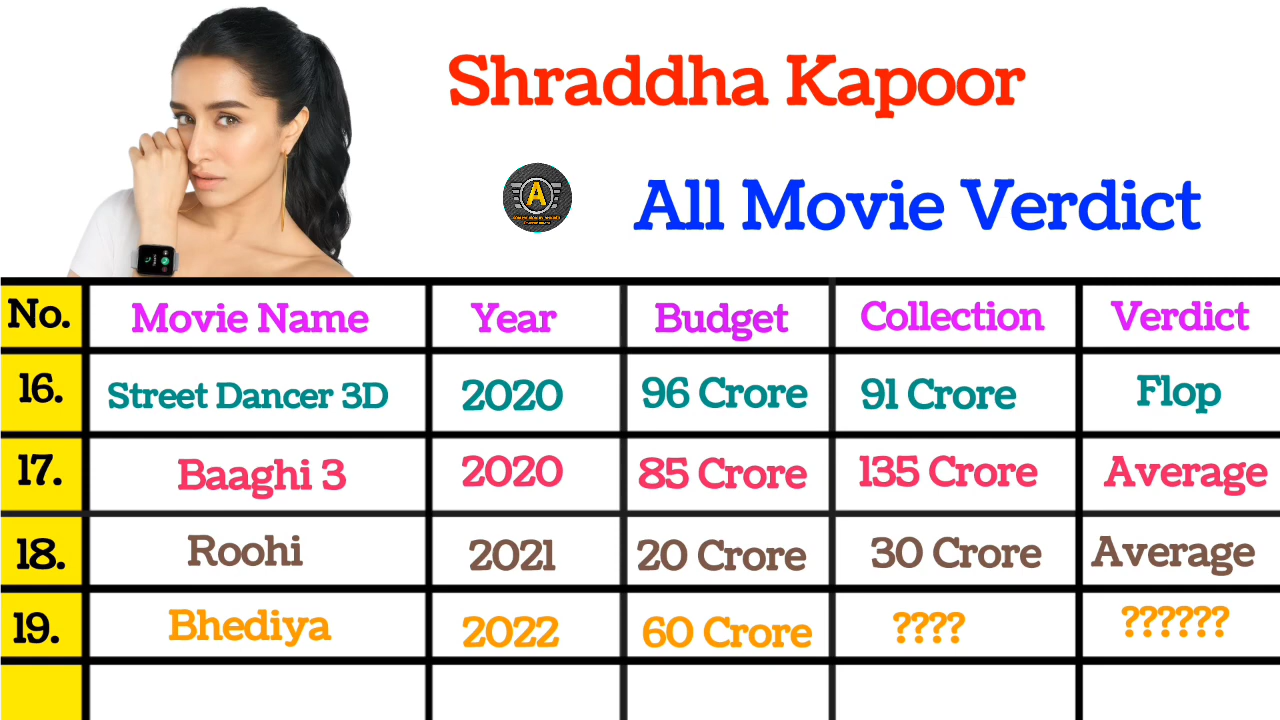 Shraddha Kapoor
A
All Movie Verdict
No. Movie Name Year Budget Collection Verdict
16. Street Dancer 3D 2020 96 Crore 91 Crore Flop
17. Baaghi 3 2020 85 Crore 135 Crore Average
18. Roohi 2021 20 Crore 30 Crore Average
19. Bhediya 2022 60 Crore ???? ??????